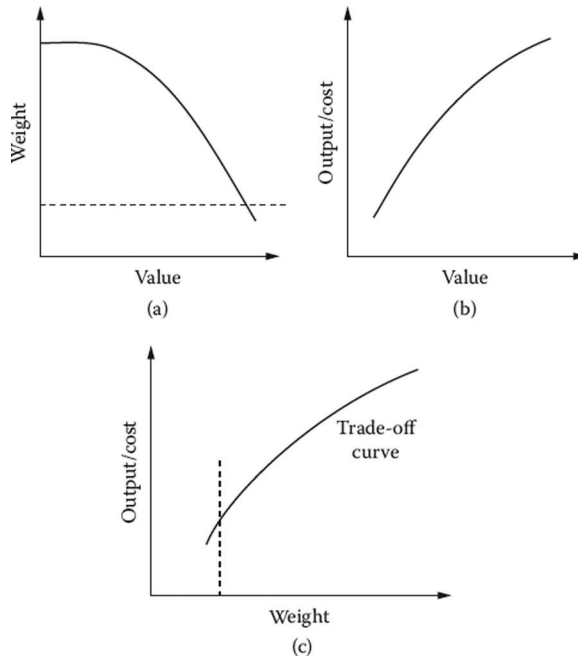 Weight
Value
(a)
Output/cost
Value
(b)
Output/cost
Trade-off
curve
Weight
(c)